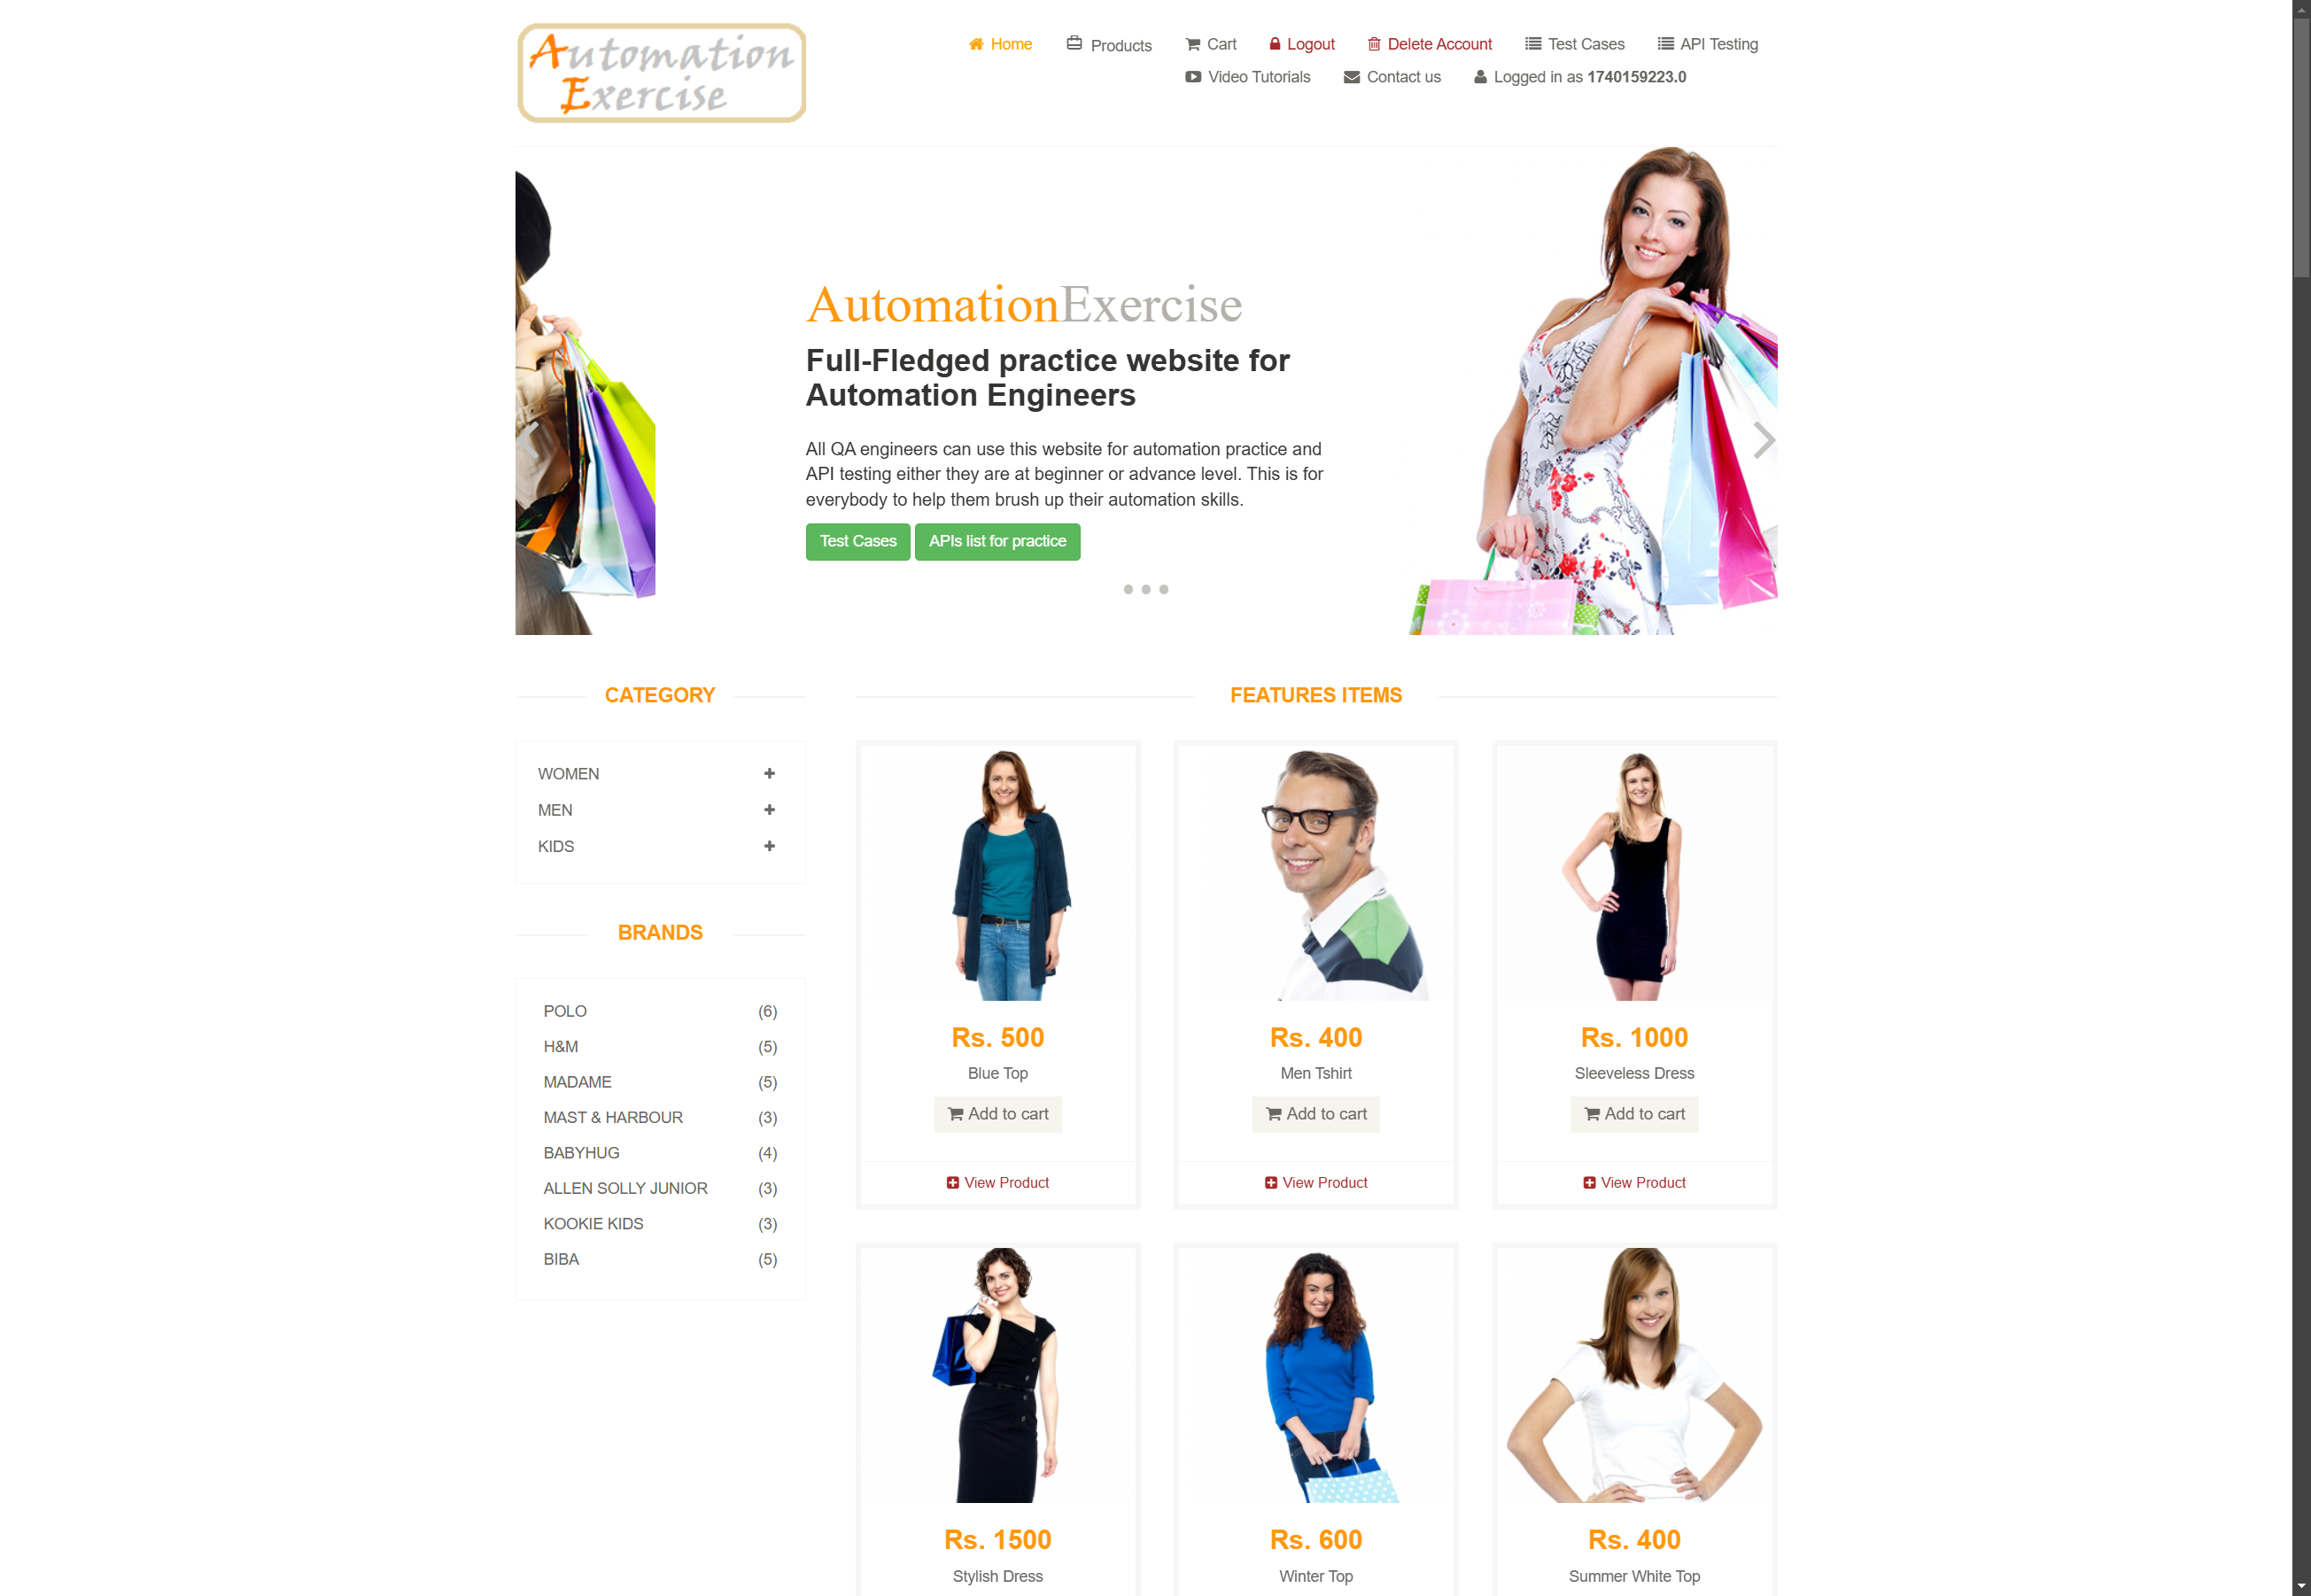 Automation
Exercise
Home
Products
Cart
Logout
Delete Account
Test Cases
API Testing
Video Tutorials
Contact us
Logged in as 1740159223.0
AutomationExercise
Full-Fledged practice website for
Automation Engineers
All QA engineers can use this website for automation practice and
API testing either they are at beginner or advance level. This is for
everybody to help them brush up their automation skills.
Test Cases
APIs list for practice
CATEGORY
WOMEN
MEN
KIDS
BRANDS
POLO (6)
H&M (5)
MADAME (5)
MAST & HARBOUR (3)
BABYHUG (4)
ALLEN SOLLY JUNIOR (3)
KOOKIE KIDS (3)
BIBA (5)
FEATURES ITEMS
Rs. 500
Blue Top
Add to cart
View Product
Rs. 400
Men Tshirt
Add to cart
View Product
Rs. 1000
Sleeveless Dress
Add to cart
View Product
Rs. 1500
Stylish Dress
Rs. 600
Winter Top
Rs. 400
Summer White Top